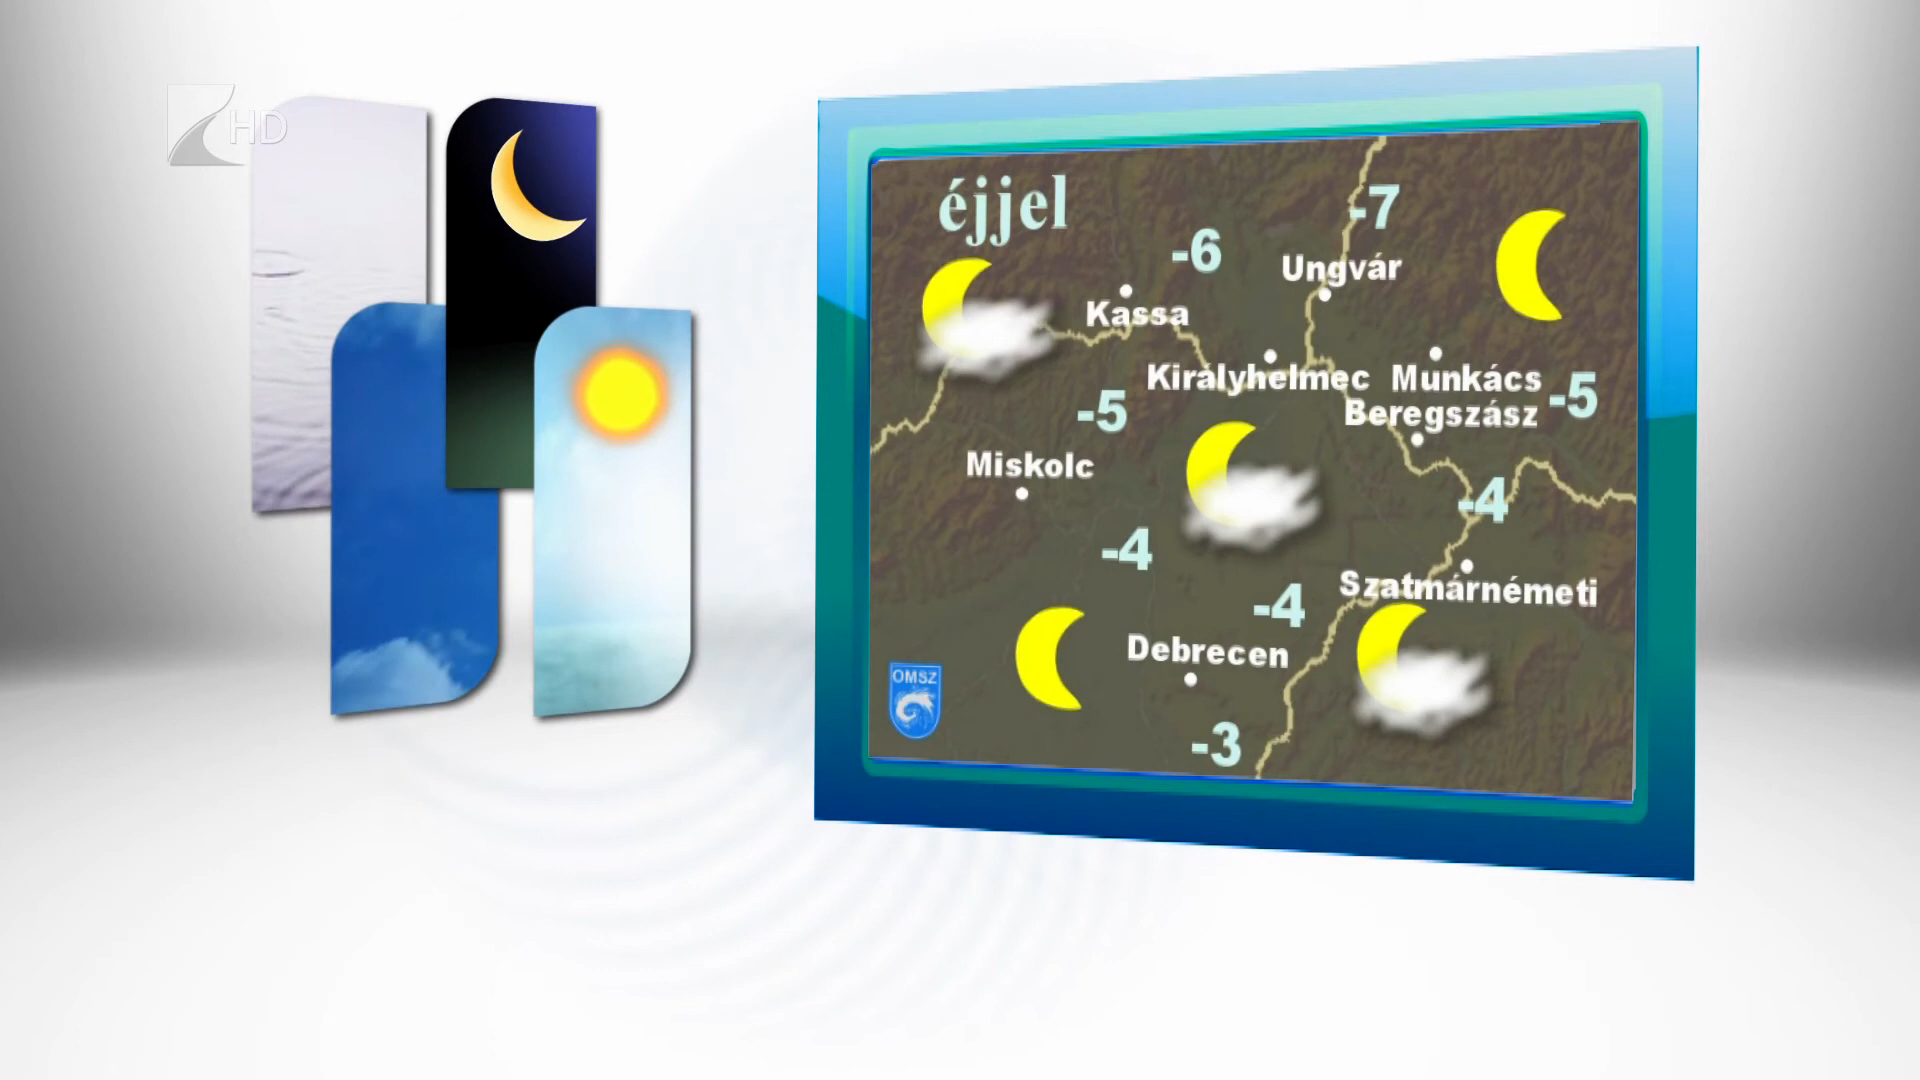 HD
éjjel
-7
-6
Ungvár
Kassa
Királyhelmec
Munkács
-5
-5
Beregszász
Miskolc
-4
-4
Szatmárnémeti
-4
Debrecen
OMSZ
-3